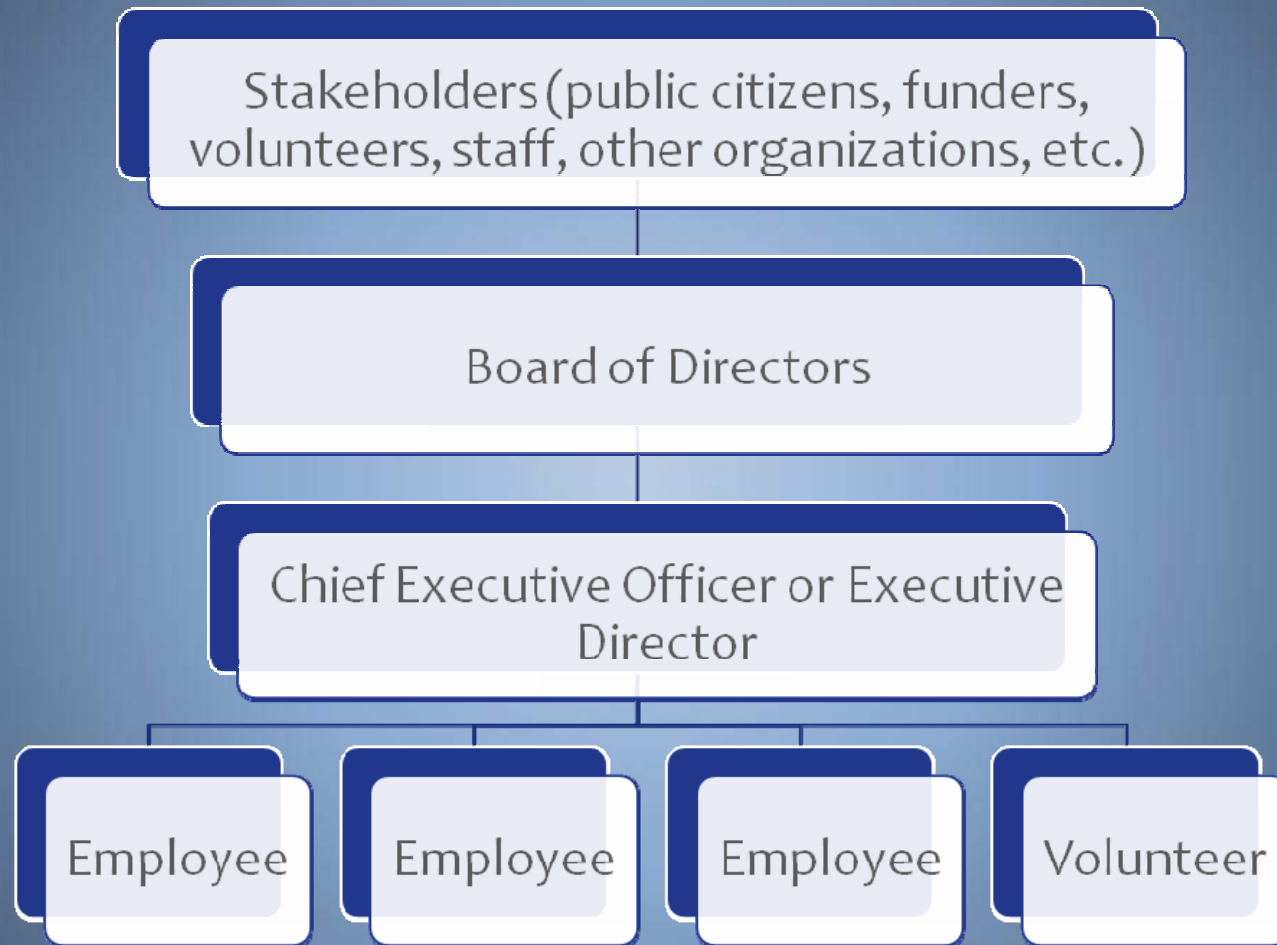 Stakeholders (public citizens, funders,
volunteers, staff, other organizations, etc.)
Board of Directors
Chief Executive Officer or Executive
Director
Employee
Employee
Employee
Volunteer